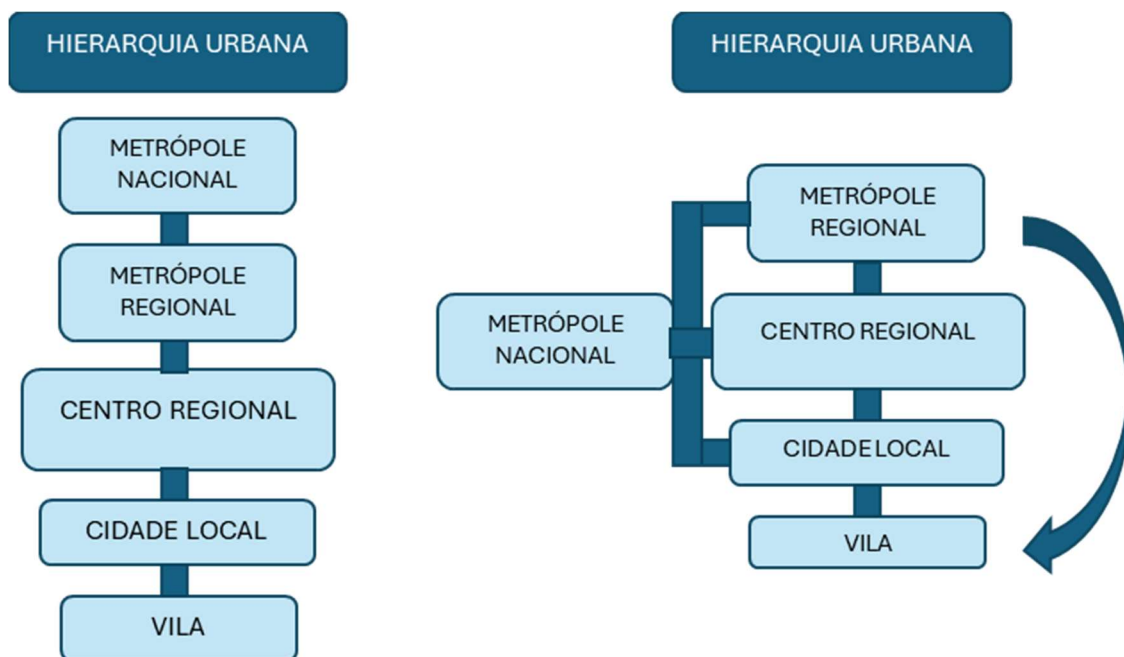 HIERARQUIA URBANA
METRÓPOLE
NACIONAL
METRÓPOLE
REGIONAL
CENTRO REGIONAL
CIDADE LOCAL
VILA
HIERARQUIA URBANA
METRÓPOLE
REGIONAL
METRÓPOLE
NACIONAL
CENTRO REGIONAL
CIDADE LOCAL
VILA